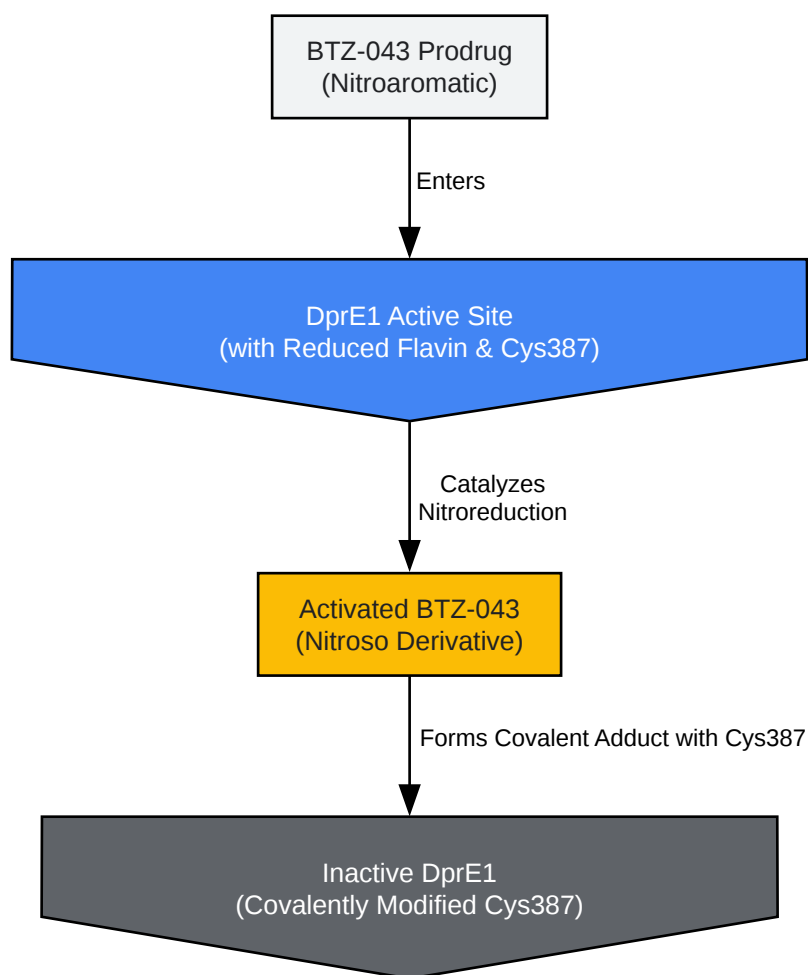 BTZ-043 Prodrug
(Nitroaromatic)
Enters
DprE1 Active Site
(with Reduced Flavin & Cys387)
Catalyzes
Nitroreduction
Activated BTZ-043
(Nitroso Derivative)
Forms Covalent Adduct with Cys387
Inactive DprE1
(Covalently Modified Cys387)